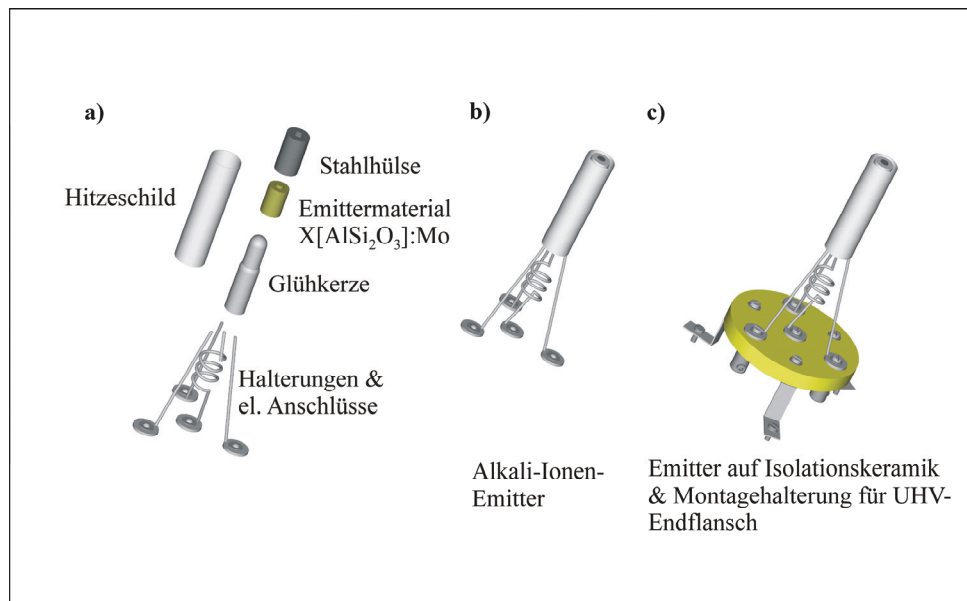 a)
Stahlhülse
Hitzeschild
Emittermaterial
X[AlSi₂O₃]:Mo
Glühkerze
Halterungen &
el. Anschlüsse
b)
Alkali-Ionen-
Emitter
c)
Emitter auf Isolationskeramik
& Montagehalterung für UHV-
Endflansch